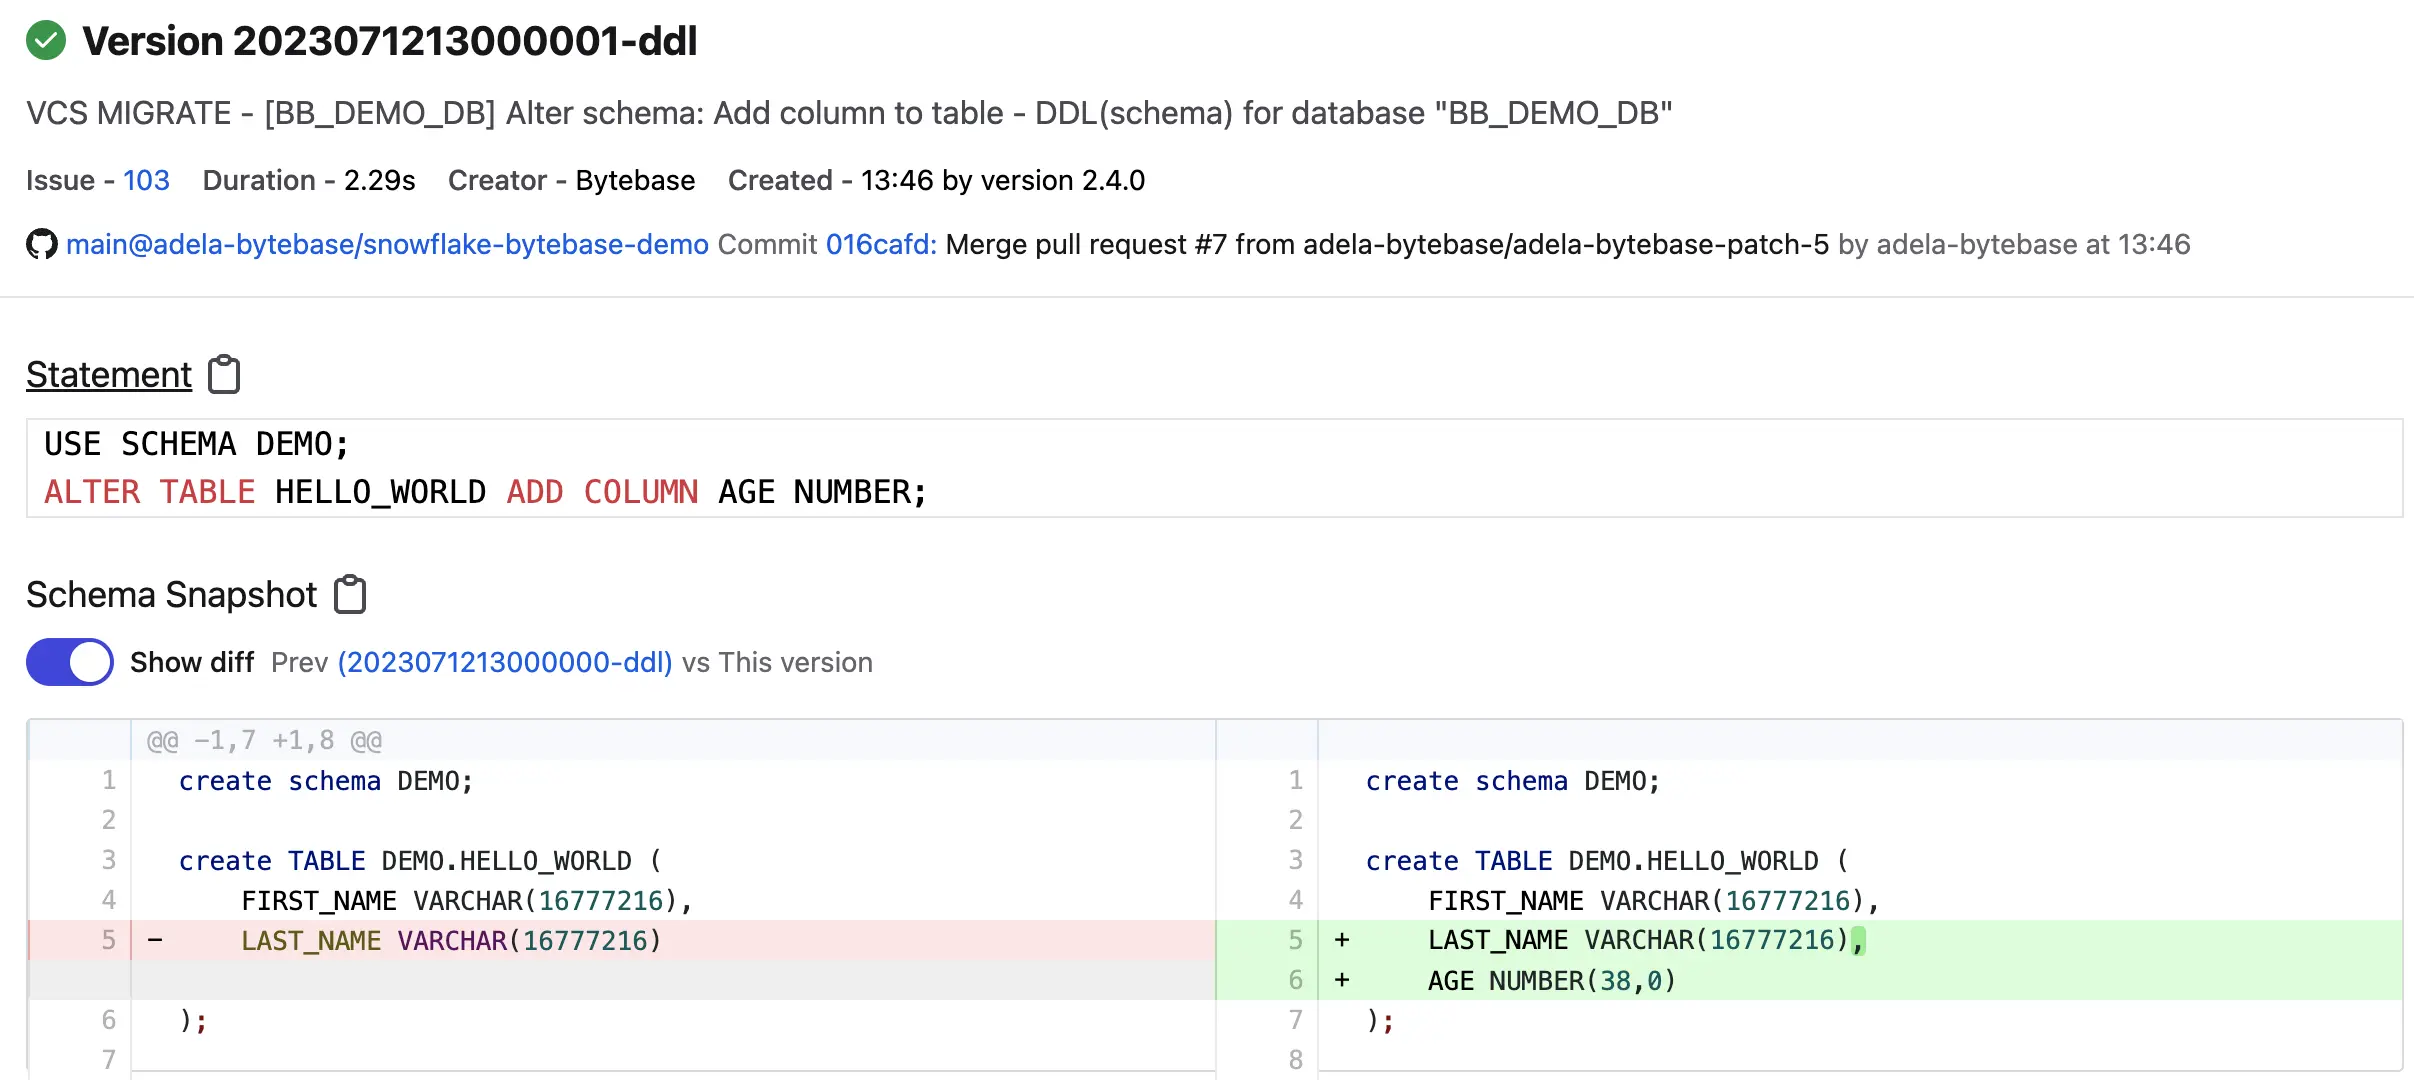 Version 2023071213000001-ddl
VCS MIGRATE - [BB_DEMO_DB] Alter schema: Add column to table - DDL(schema) for database "BB_DEMO_DB"
Issue - 103 Duration - 2.29s Creator - Bytebase Created - 13:46 by version 2.4.0
main@adela-bytebase/snowflake-bytebase-demo Commit 016cafd: Merge pull request #7 from adela-bytebase/adela-bytebase-patch-5 by adela-bytebase at 13:46
Statement
USE SCHEMA DEMO;
ALTER TABLE HELLO_WORLD ADD COLUMN AGE NUMBER;
Schema Snapshot
Show diff Prev (2023071213000000-ddl) vs This version
@@ -1,7 +1,8 @@
1 create schema DEMO;
2
3 create TABLE DEMO.HELLO_WORLD (
4 FIRST_NAME VARCHAR(16777216),
5 - LAST_NAME VARCHAR(16777216)
6 );
7
1 create schema DEMO;
2
3 create TABLE DEMO.HELLO_WORLD (
4 FIRST_NAME VARCHAR(16777216),
5 + LAST_NAME VARCHAR(16777216),
6 + AGE NUMBER(38,0)
7 );
8